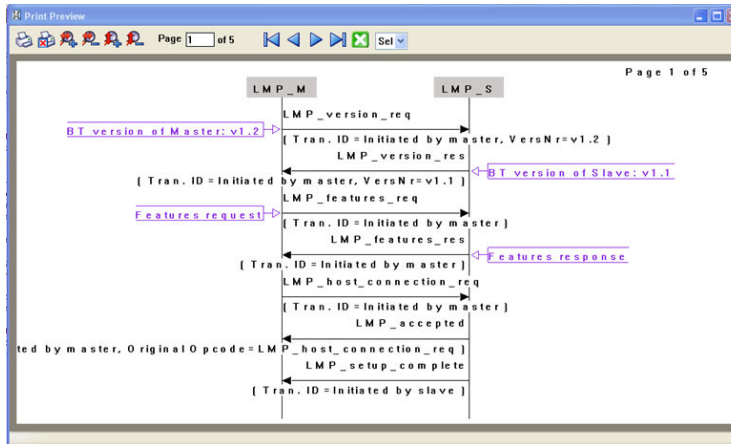 Print Preview
Page 1 of 5 Sel
Page 1 of 5
LMP_M LMP_S
LMP_version_req
BT version of Master: v1.2
( Tran. ID = Initiated by master, VersNr=v1.2 )
LMP_version_res
BT version of Slave: v1.1
( Tran. ID = Initiated by master, VersNr=v1.1 )
LMP_features_req
Features request
( Tran. ID = Initiated by master )
LMP_features_res
Features response
( Tran. ID = Initiated by master )
LMP_host_connection_req
( Tran. ID = Initiated by master )
LMP_accepted
ted by master, Original Opcode=LMP_host_connection_req )
LMP_setup_complete
( Tran. ID = Initiated by slave )